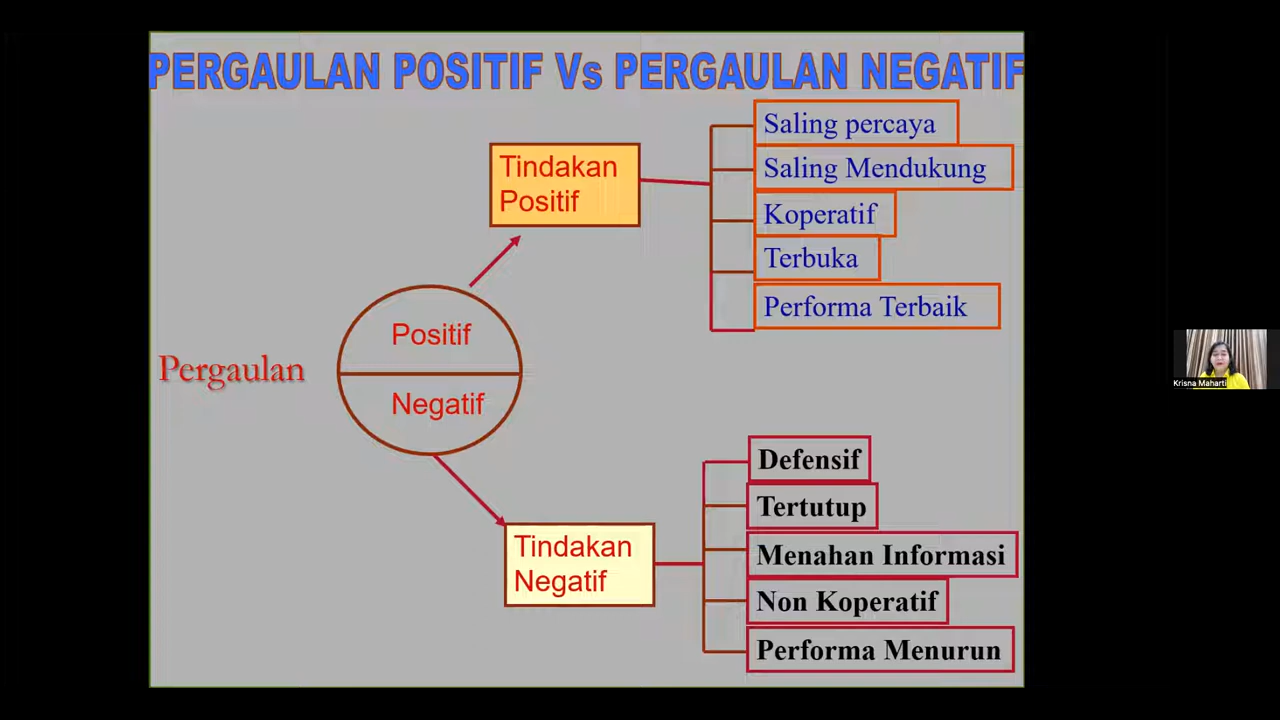 PERGAULAN POSITIF Vs PERGAULAN NEGATIF
Tindakan
Positif
Saling percaya
Saling Mendukung
Koperatif
Terbuka
Performa Terbaik
Pergaulan
Positif
Negatif
Tindakan
Negatif
Defensif
Tertutup
Menahan Informasi
Non Koperatif
Performa Menurun
Krisna Maharti